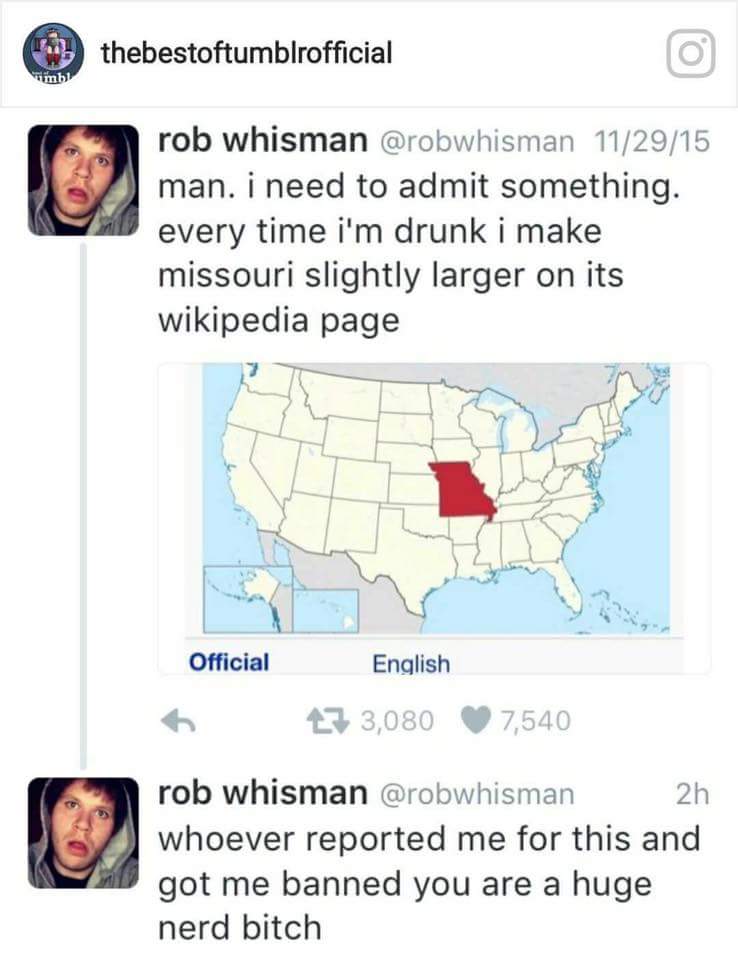 thebestoftumblrofficial
rob whisman @robwhisman 11/29/15
man. i need to admit something.
every time i'm drunk i make
missouri slightly larger on its
wikipedia page
Official English
3,080 7,540
rob whisman @robwhisman 2h
whoever reported me for this and
got me banned you are a huge
nerd bitch